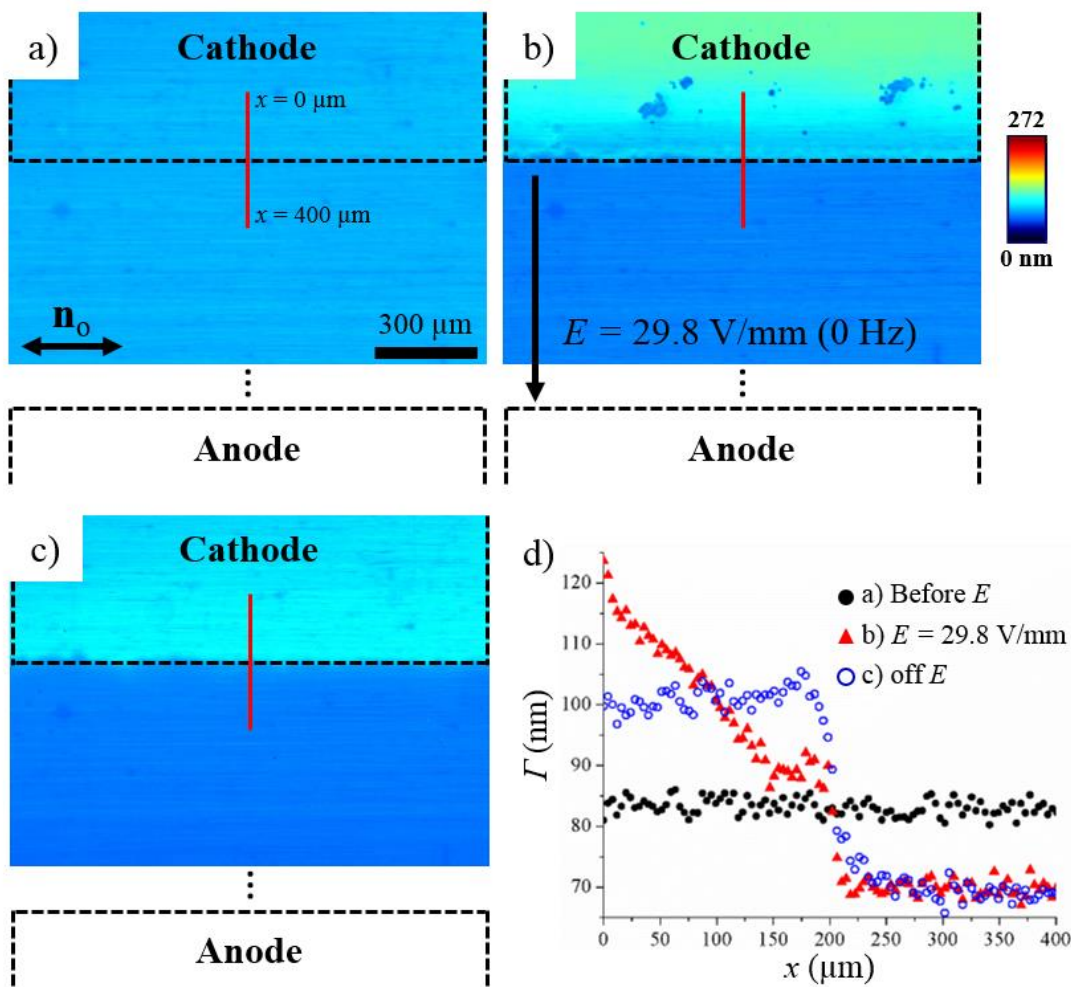 a)
Cathode
x = 0 μm
x = 400 μm
n₀
300 μm
Anode
b)
Cathode
E = 29.8 V/mm (0 Hz)
Anode
272
0 nm
c)
Cathode
Anode
d)
a) Before E
b) E = 29.8 V/mm
c) off E
Γ (nm)
120
110
100
90
80
70
0 50 100 150 200 250 300 350 400
x (μm)